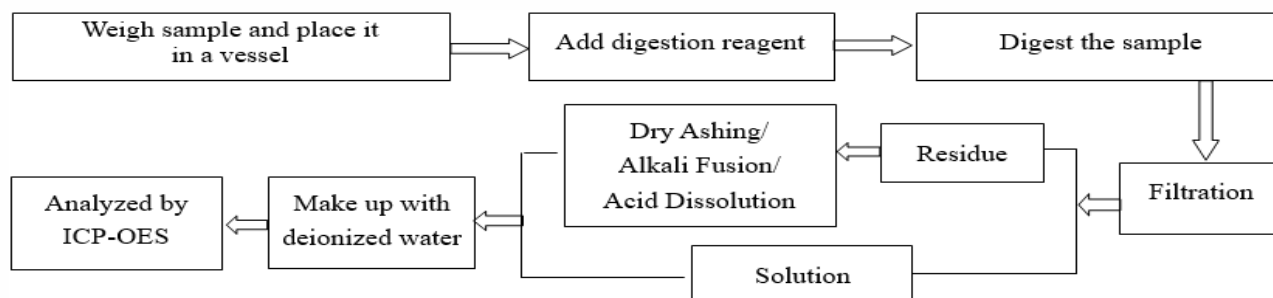 Weigh sample and place it
in a vessel
Add digestion reagent
Digest the sample
Filtration
Residue
Dry Ashing/
Alkali Fusion/
Acid Dissolution
Solution
Make up with
deionized water
Analyzed by
ICP-OES